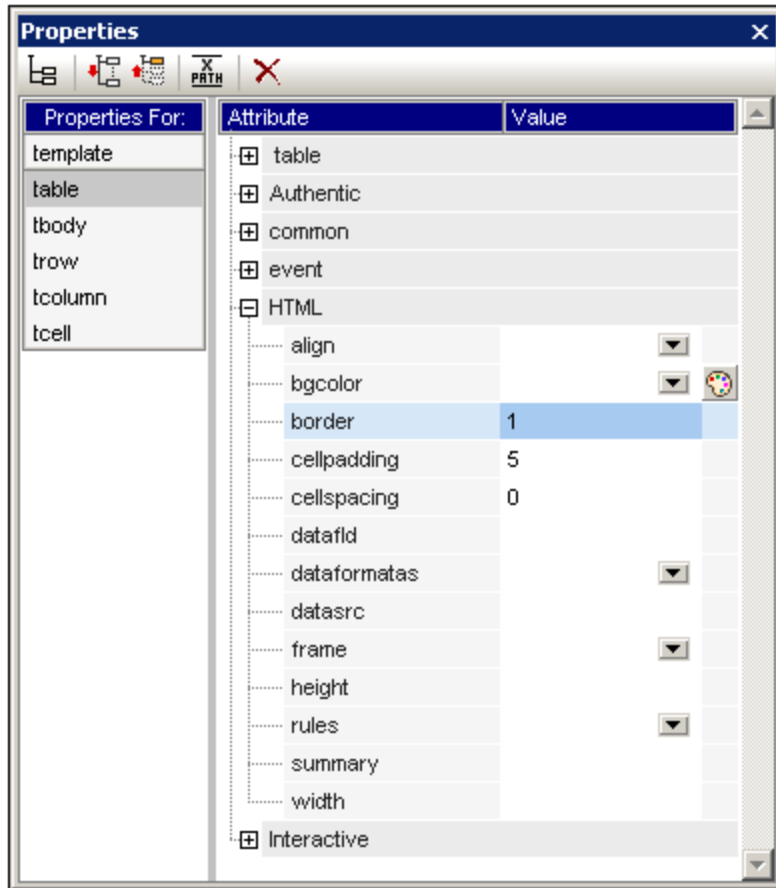 Properties
X
PATH
Properties For:
template
table
tbody
trow
tcolumn
tcell
Attribute Value
table
Authentic
common
event
HTML
align
bgcolor
border 1
cellpadding 5
cellspacing 0
datafld
dataformatas
datasrc
frame
height
rules
summary
width
Interactive